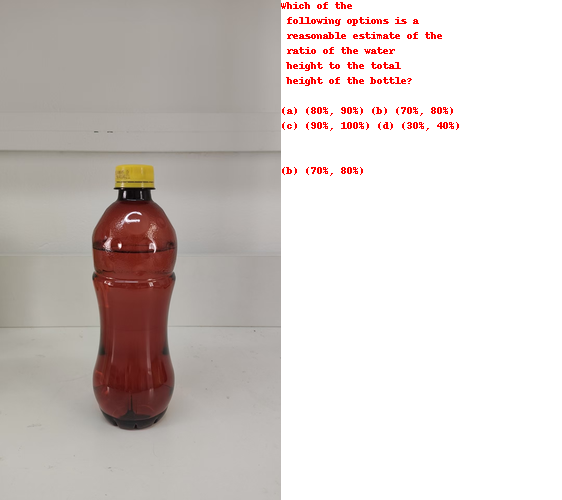 Which of the
following options is a
reasonable estimate of the
ratio of the water
height to the total
height of the bottle?
(a) (80%, 90%) (b) (70%, 80%)
(c) (90%, 100%) (d) (30%, 40%)
(b) (70%, 80%)